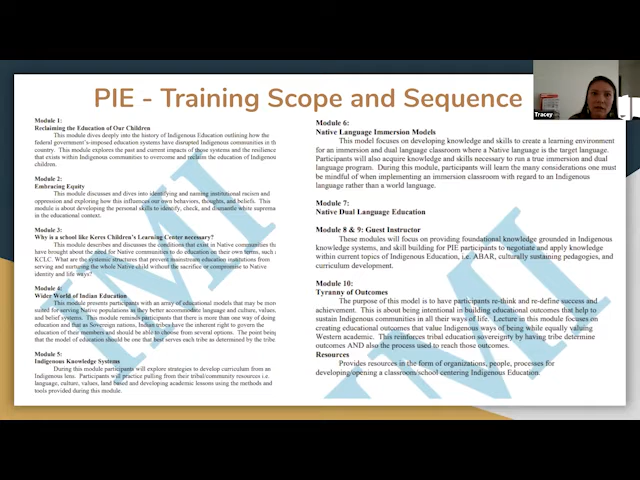 PIE - Training Scope and Sequence
Tracey
Module 1:
Reclaiming the Education of Our Children
This module dives deeply into the history of Indigenous Education outlining how the
federal government's-imposed education systems have disrupted Indigenous communities in th
country. This module explores the past and current impacts of those systems and the resilience
that exists within Indigenous communities to overcome and reclaim the education of Indigenou
children.
Module 2:
Embracing Equity
This module discusses and dives into identifying and naming institutional racism and
oppression and exploring how this influences our own behaviors, thoughts, and beliefs. This
module is about developing the personal skills to identify, check, and dismantle white suprema
in the educational context.
Module 3:
Why is a school like Keres Children's Learning Center necessary?
This module describes and discusses the conditions that exist in Native communities th
have brought about the need for Native communities to do education on their own terms, such
KCLC. What are the systemic structures that prevent mainstream education institutions from
serving and nurturing the whole Native child without the sacrifice or compromise to Native
identity and life ways?
Module 4:
Wider World of Indian Education
This module presents participants with an array of educational models that may be mor
suited for serving Native populations as they better accommodate language and culture, values,
and belief systems. This module reminds participants that there is more than one way of doing
education and that as Sovereign nations, Indian tribes have the inherent right to govern the
education of their members and should be able to choose from several options. The point being
that the model of education should be one that best serves each tribe as determined by the tribe
Module 5:
Indigenous Knowledge Systems
During this module participants will explore strategies to develop curriculum from an
Indigenous lens. Participants will practice pulling from their tribal/community resources i.e.
language, culture, values, land based and developing academic lessons using the methods and
tools provided during this module.
Module 6:
Native Language Immersion Models
This model focuses on developing knowledge and skills to create a learning environment
for an immersion and dual language classroom where a Native language is the target language.
Participants will also acquire knowledge and skills necessary to run a true immersion and dual
language program. During this module, participants will learn the many considerations one must
be mindful of when implementing an immersion classroom with regard to an Indigenous
language rather than a world language.
Module 7:
Native Dual Language Education
Module 8 & 9: Guest Instructor
These modules will focus on providing foundational knowledge grounded in Indigenous
knowledge systems, and skill building for PIE participants to negotiate and apply knowledge
within current topics of Indigenous Education, i.e. ABAR, culturally sustaining pedagogies, and
curriculum development.
Module 10:
Tyranny of Outcomes
The purpose of this model is to have participants re-think and re-define success and
achievement. This is about being intentional in building educational outcomes that help to
sustain Indigenous communities in all their ways of life. Lecture in this module focuses on
creating educational outcomes that value Indigenous ways of being while equally valuing
Western academic. This reinforces tribal education sovereignty by having tribe determine
outcomes AND also the process used to reach those outcomes.
Resources
Provides resources in the form of organizations, people, processes for
developing/opening a classroom/school centering Indigenous Education.